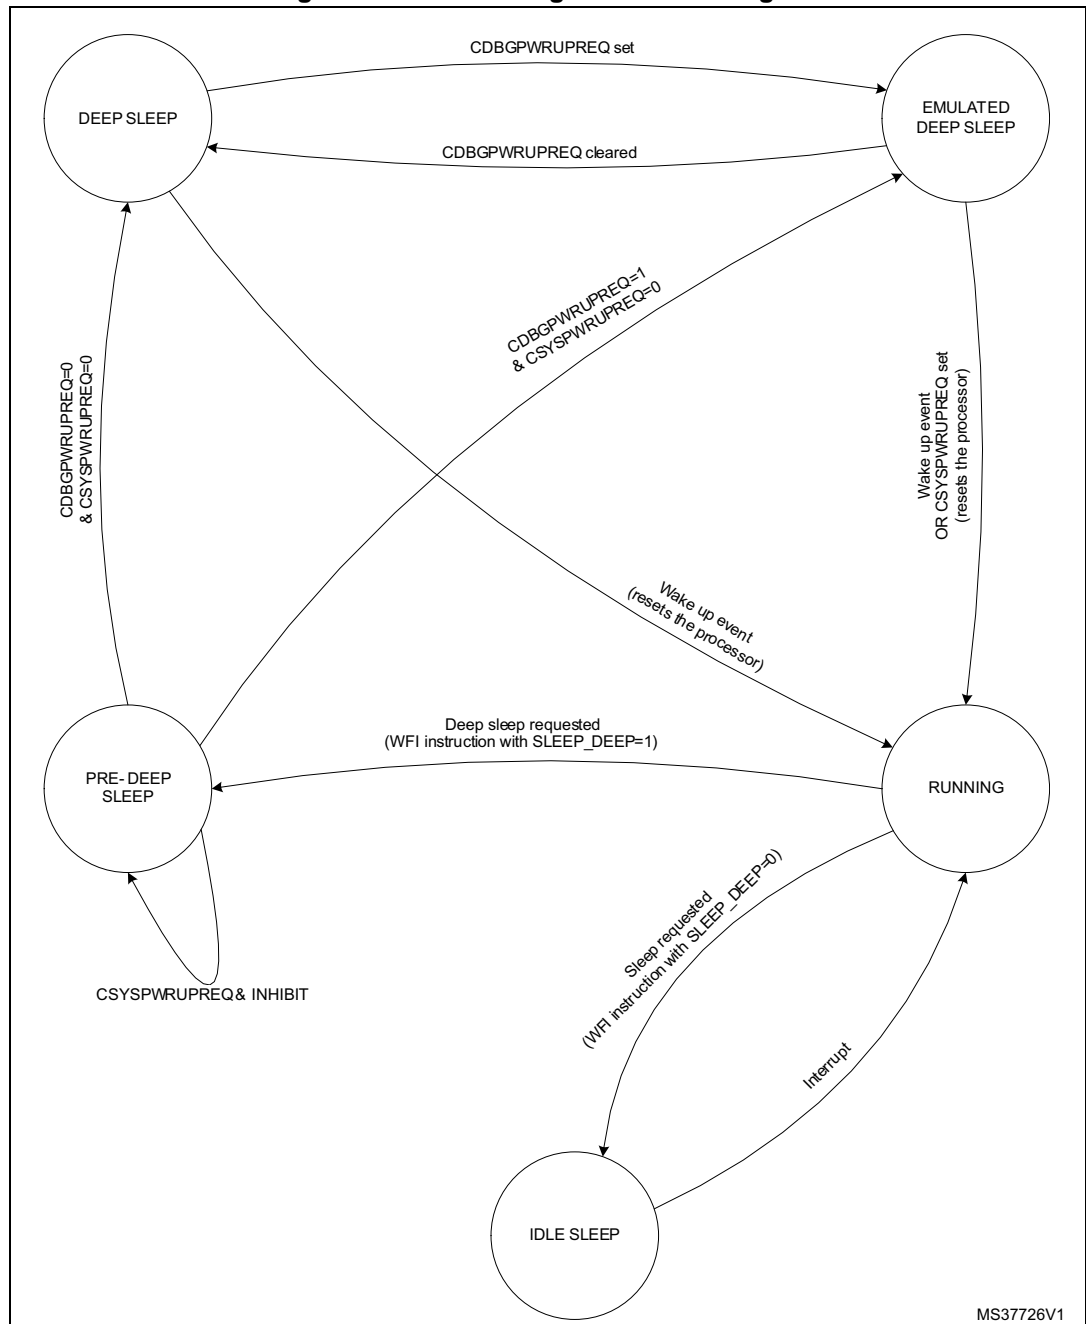 CDBGPWRUPREQ set
DEEP SLEEP
EMULATED
DEEP SLEEP
CDBGPWRUPREQ cleared
CDBGPWRUPREQ=1
& CSYSPWRUPREQ=0
CDBGPWRUPREQ=0
& CSYSPWRUPREQ=0
Wake up event
OR CSYSPWRUPREQ set
(resets the processor)
Wake up event
(resets the processor)
Deep sleep requested
(WFI instruction with SLEEP_DEEP=1)
PRE- DEEP
SLEEP
RUNNING
Sleep requested
(WFI instruction with SLEEP_DEEP=0)
CSYSPWRUPREQ & INHIBIT
Interrupt
IDLE SLEEP
MS37726V1